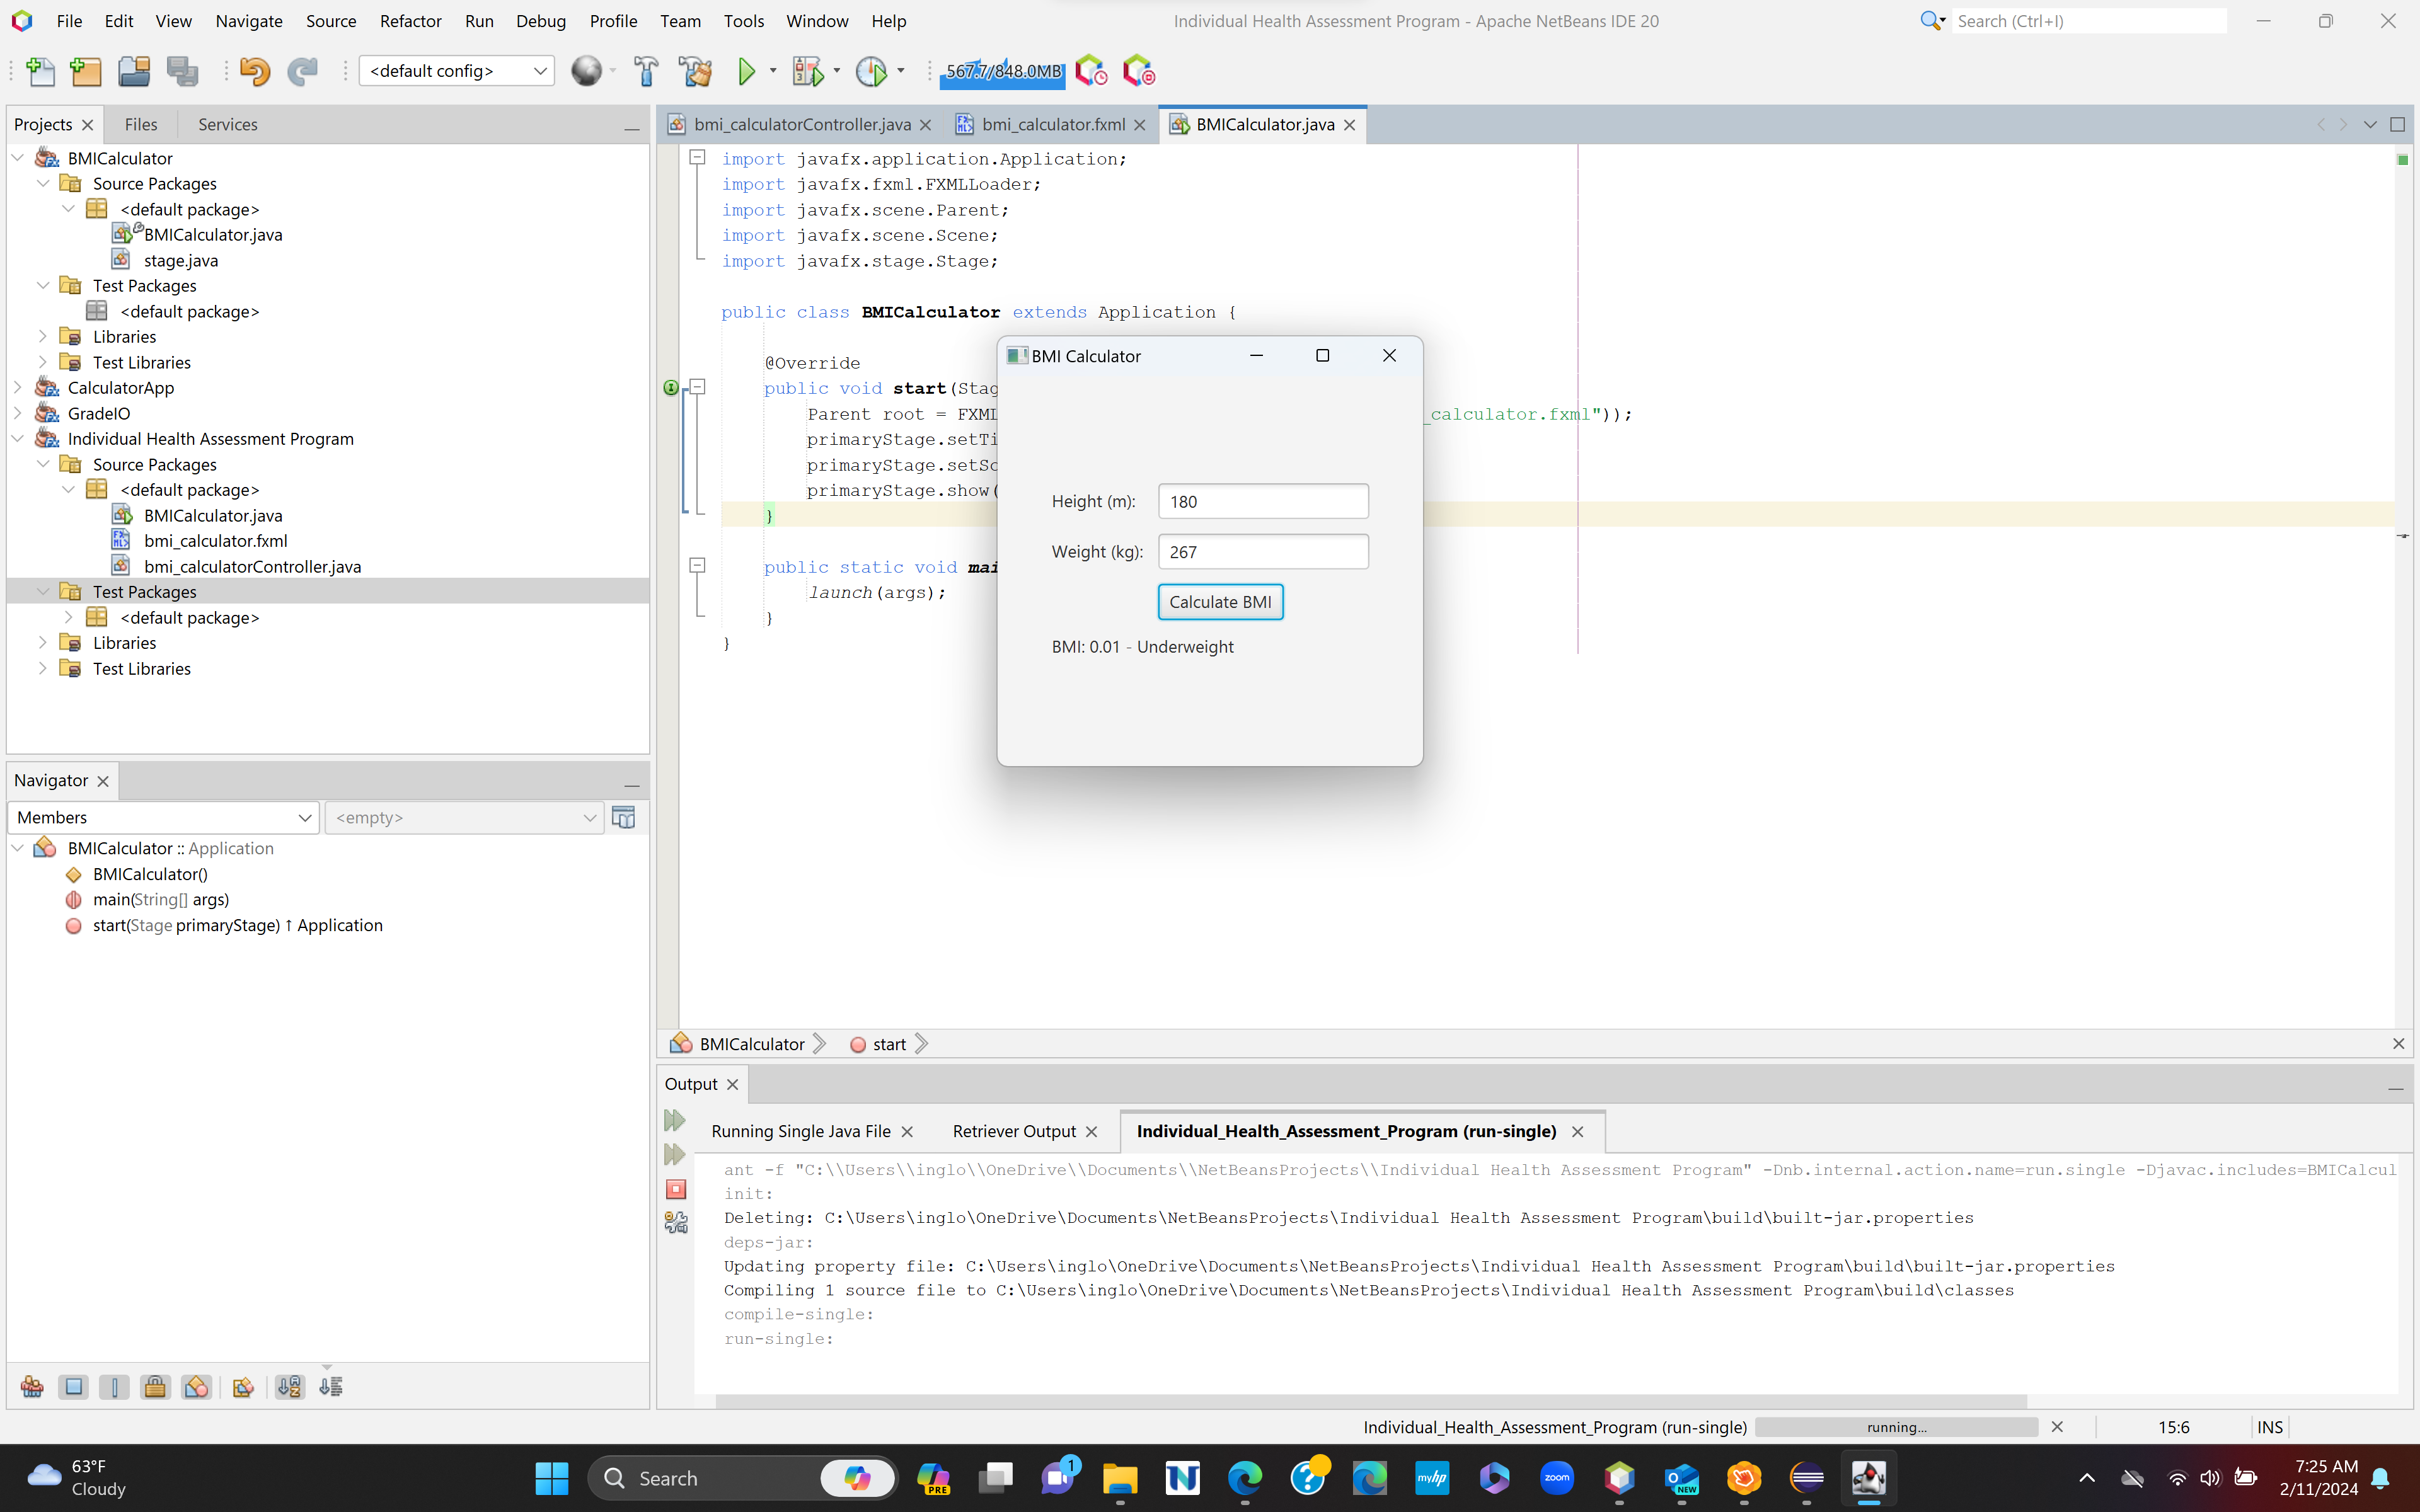 File Edit View Navigate Source Refactor Run Debug Profile Team Tools Window Help Individual Health Assessment Program - Apache NetBeans IDE 20 Search (Ctrl+I)
<default config> 567.7/848.0MB
Projects Files Services
BMICalculator
Source Packages
<default package>
BMICalculator.java
stage.java
Test Packages
<default package>
Libraries
Test Libraries
CalculatorApp
GradeIO
Individual Health Assessment Program
Source Packages
<default package>
BMICalculator.java
bmi_calculator.fxml
bmi_calculatorController.java
Test Packages
<default package>
Libraries
Test Libraries
Navigator
Members <empty>
BMICalculator :: Application
BMICalculator()
main(String[] args)
start(Stage primaryStage) ↑ Application
bmi_calculatorController.java bmi_calculator.fxml BMICalculator.java
import javafx.application.Application;
import javafx.fxml.FXMLLoader;
import javafx.scene.Parent;
import javafx.scene.Scene;
import javafx.stage.Stage;
public class BMICalculator extends Application {
@Override
public void start(Stag
Parent root = FXML _calculator.fxml"));
primaryStage.setTi
primaryStage.setSc
primaryStage.show(
}
public static void mai
launch(args);
}
}
BMI Calculator
Height (m): 180
Weight (kg): 267
Calculate BMI
BMI: 0.01 - Underweight
BMICalculator start
Output
Running Single Java File Retriever Output Individual_Health_Assessment_Program (run-single)
ant -f "C:\\Users\\inglo\\OneDrive\\Documents\\NetBeansProjects\\Individual Health Assessment Program" -Dnb.internal.action.name=run.single -Djavac.includes=BMICalcul
init:
Deleting: C:\Users\inglo\OneDrive\Documents\NetBeansProjects\Individual Health Assessment Program\build\built-jar.properties
deps-jar:
Updating property file: C:\Users\inglo\OneDrive\Documents\NetBeansProjects\Individual Health Assessment Program\build\built-jar.properties
Compiling 1 source file to C:\Users\inglo\OneDrive\Documents\NetBeansProjects\Individual Health Assessment Program\build\classes
compile-single:
run-single:
Individual_Health_Assessment_Program (run-single) running... 15:6 INS
63°F
Cloudy
Search
PRE
1
myhp
zoom
NEW
7:25 AM
2/11/2024